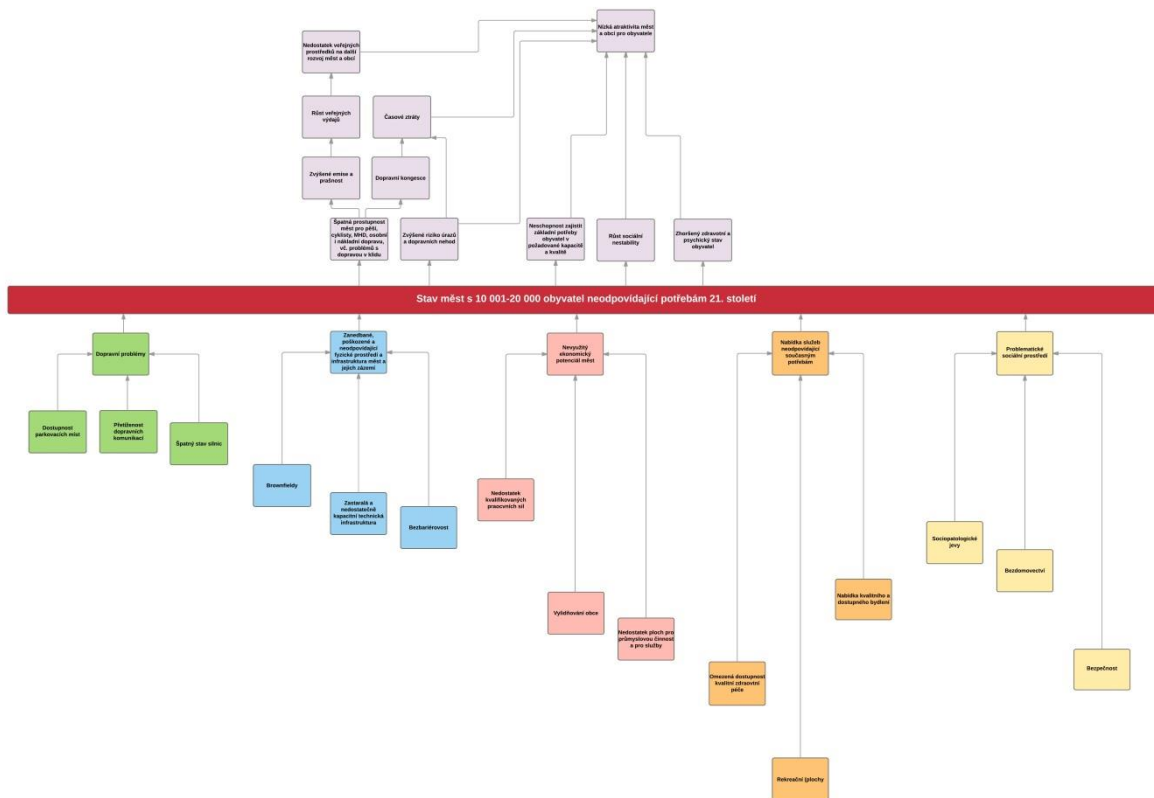 Nízká atraktivita měst
a obcí pro obyvatele
Nedostatek veřejných
prostředků na další
rozvoj měst a obcí
Růst veřejných
výdajů
Časové ztráty
Zvýšené emise a
prašnost
Dopravní kongesce
Špatná prostupnost
měst pro pěší,
cyklisty, MHD, osobní
i nákladní dopravu,
vč. problémů s
dopravou v klidu
Zvýšené riziko úrazů
a dopravních nehod
Neschopnost zajistit
základní potřeby
obyvatel v
požadované kapacitě
a kvalitě
Růst sociální
nestability
Zhoršený zdravotní a
psychický stav
obyvatel
Stav měst s 10 001-20 000 obyvatel neodpovídající potřebám 21. století
Dopravní problémy
Zanedbané,
poškozené a
neodpovídající
fyzické prostředí a
infrastruktura měst a
jejich zázemí
Nevyužitý
ekonomický
potenciál měst
Nabídka služeb
neodpovídající
současným
potřebám
Problematické
sociální prostředí
Dostupnost
parkovacích míst
Přetíženost
dopravních
komunikací
Špatný stav silnic
Brownfieldy
Zastaralá a
nedostatečně
kapacitní technická
infrastruktura
Bezbariérovost
Nedostatek
kvalifikovaných
praocvních sil
Vylidňování obce
Nedostatek ploch pro
průmyslovou činnost
a pro služby
Omezená dostupnost
kvalitní zdraovtní
péče
Rekreační jplochy
Nabídka kvalitního a
dostupného bydlení
Sociopatologické
jevy
Bezdomovectví
Bezpečnost